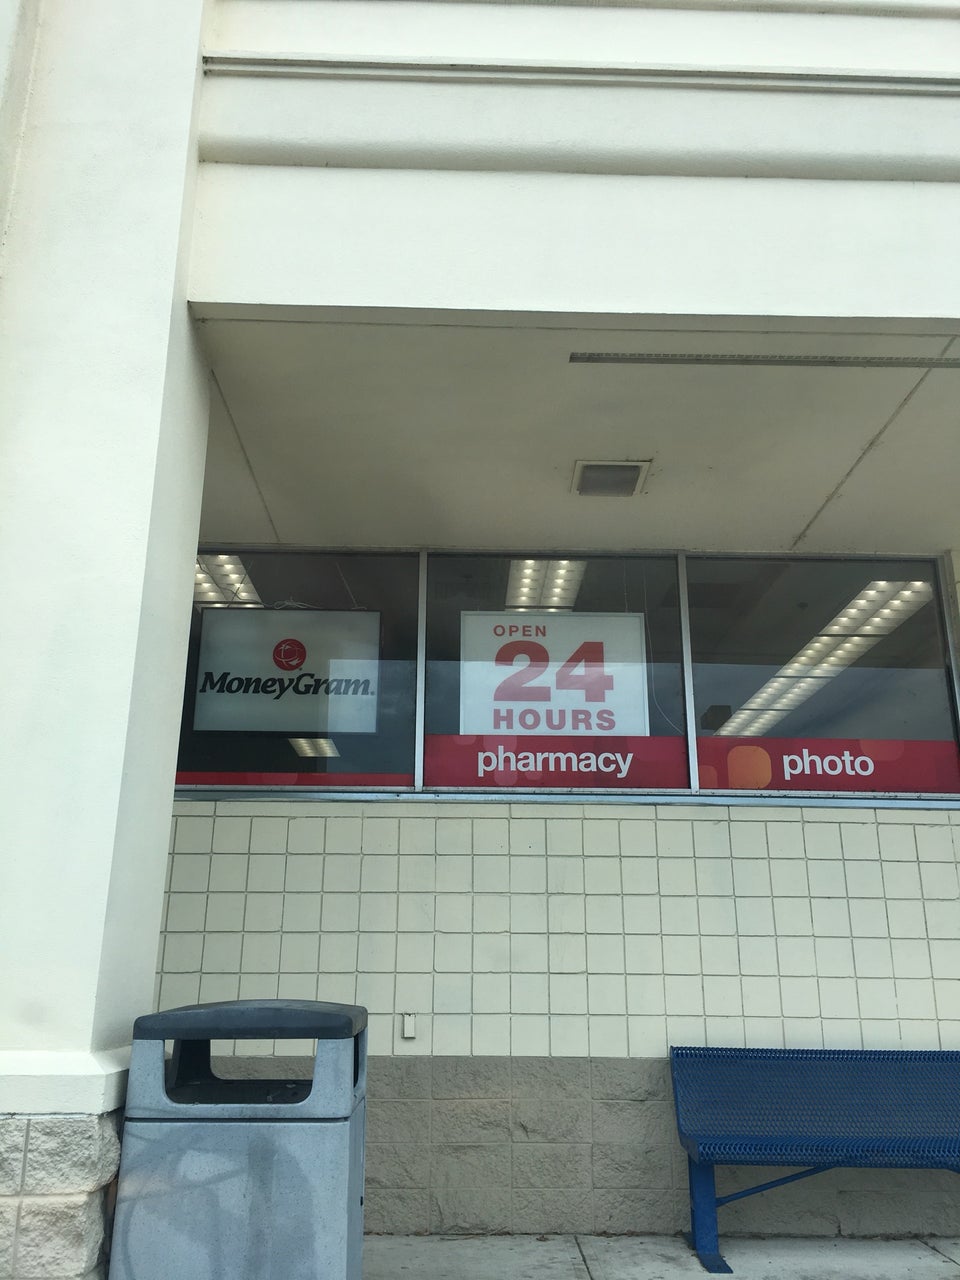 MoneyGram.
OPEN
24
HOURS
pharmacy
photo